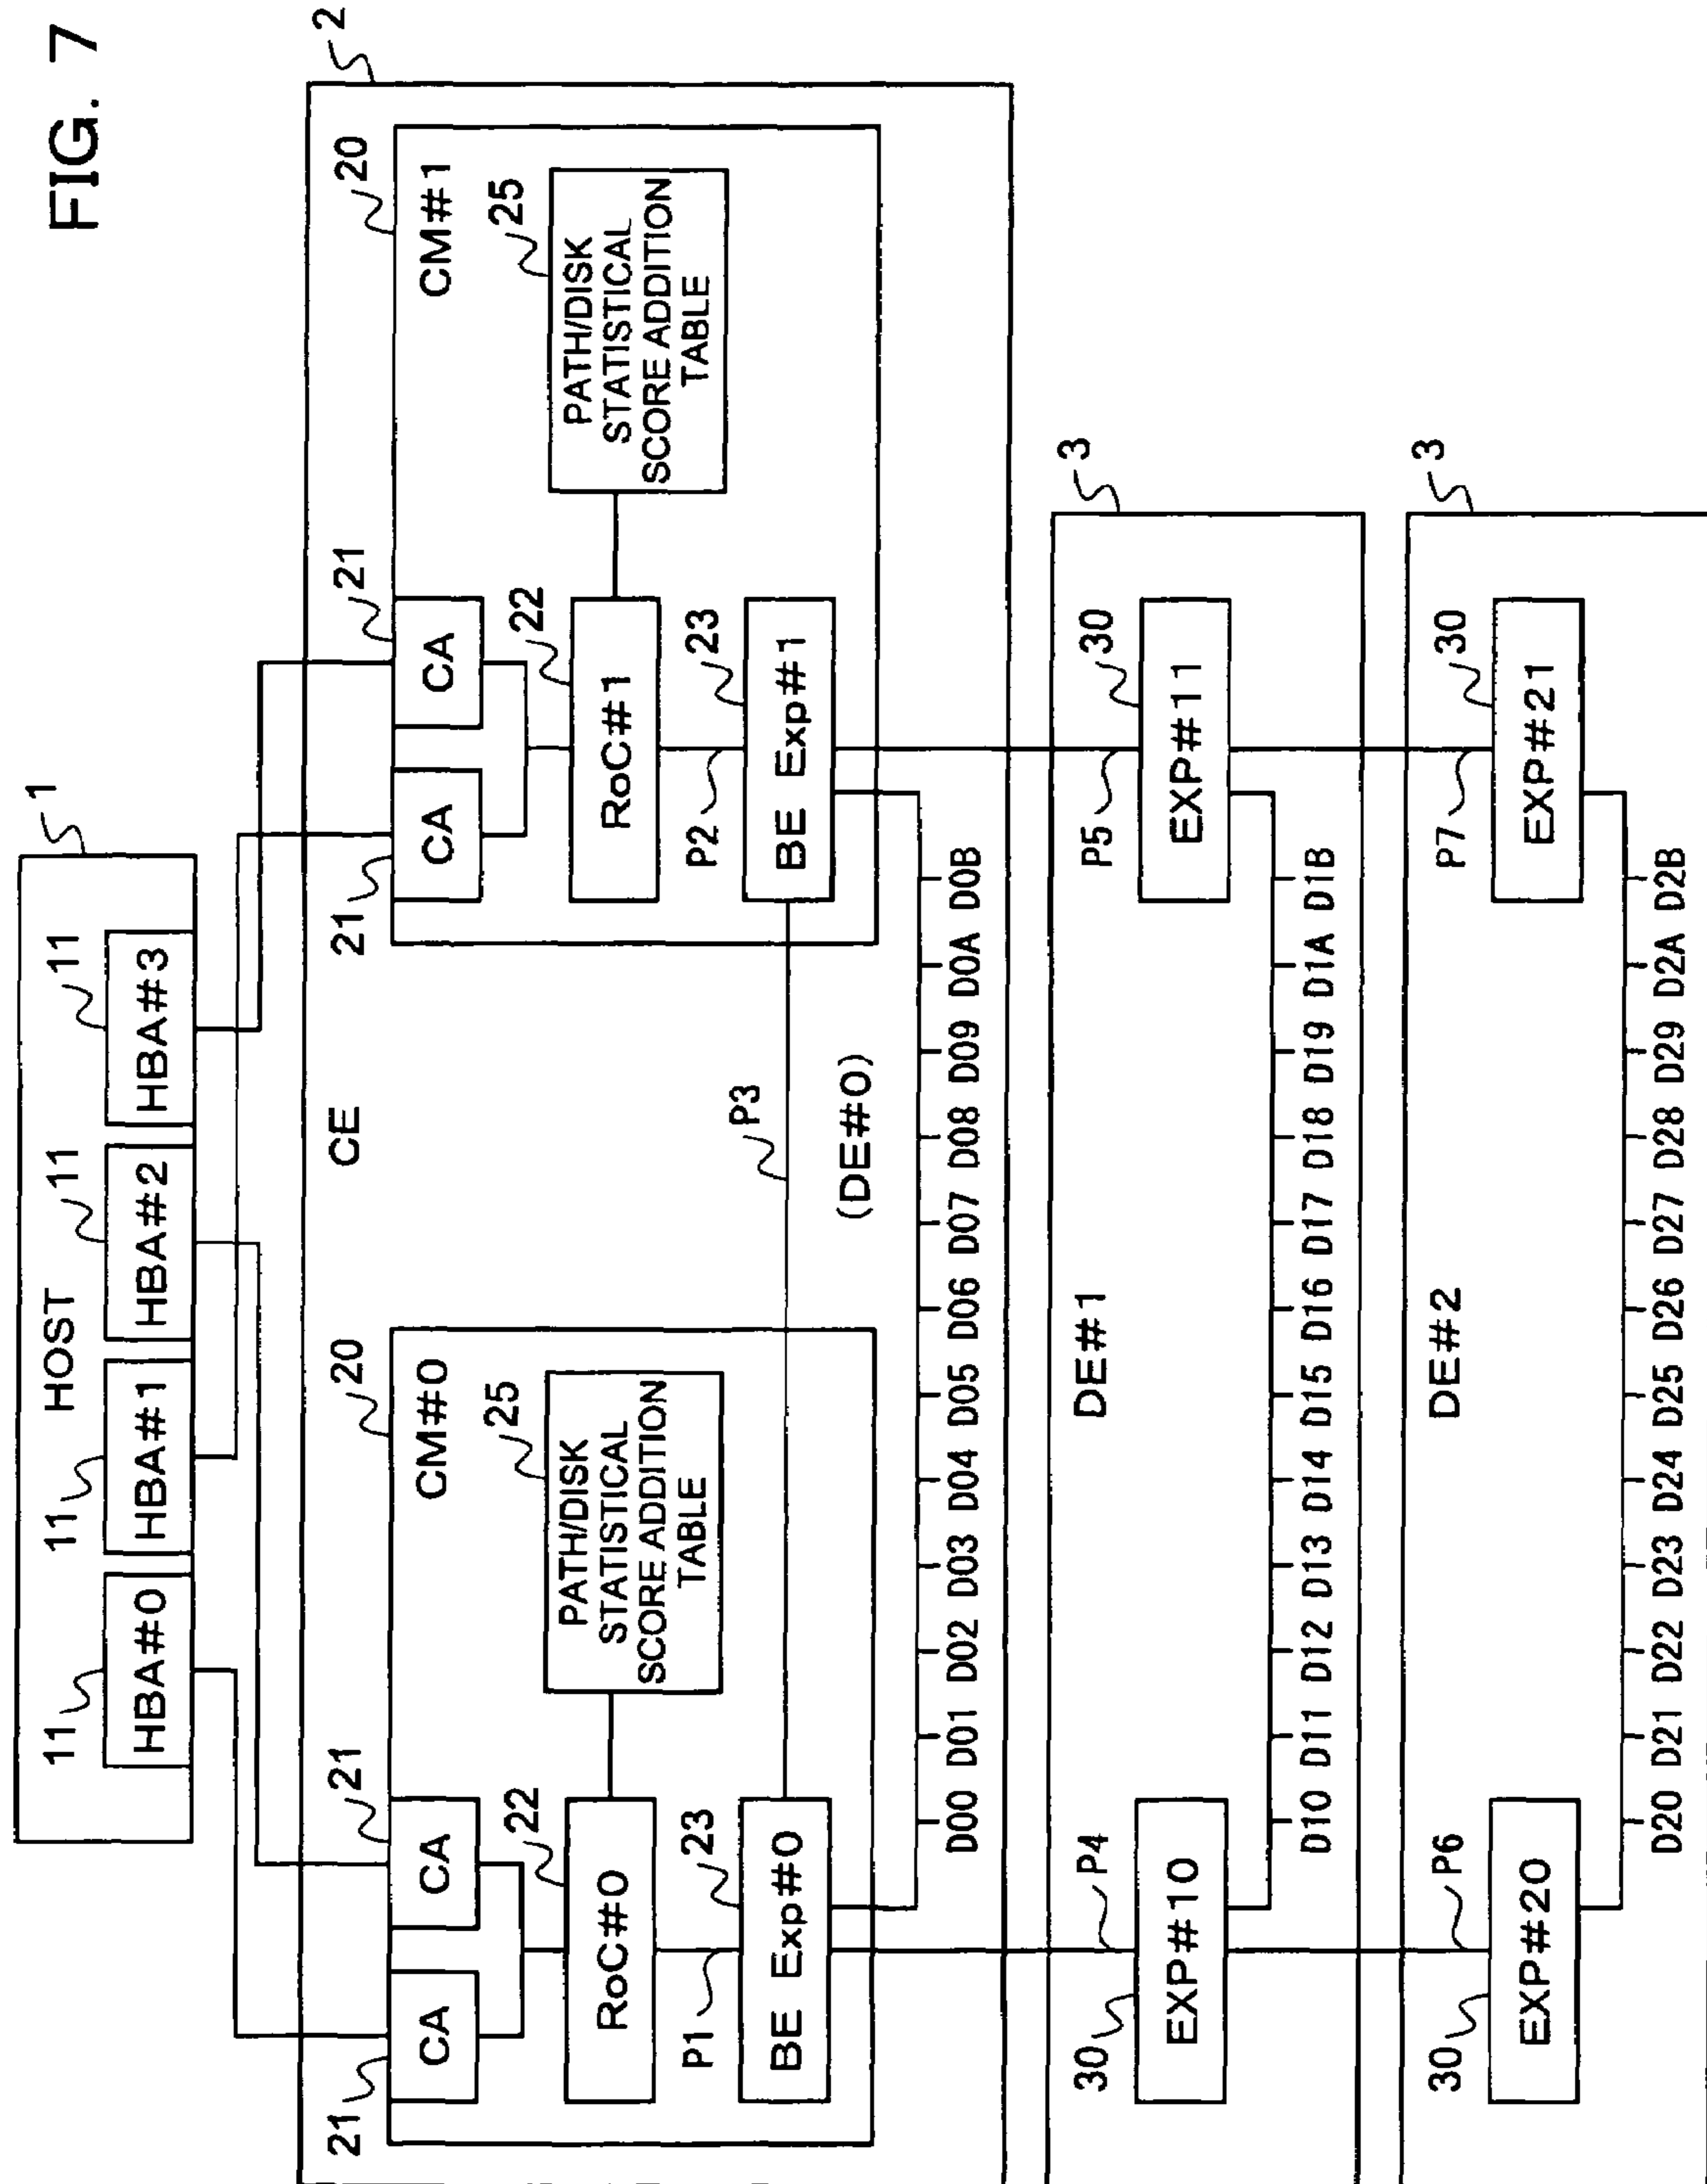 FIG. 7
1
HOST
11 11 11 11
HBA#0 HBA#1 HBA#2 HBA#3
2
CE
20 20
21 21 21 21
CA CA CA CA
CM#0 CM#1
22 25 22 25
RoC#0 RoC#1
PATH/DISK
STATISTICAL
SCORE ADDITION
TABLE
PATH/DISK
STATISTICAL
SCORE ADDITION
TABLE
P1 23 P3 P2 23
BE Exp#0 BE Exp#1
(DE#0)
D00 D01 D02 D03 D04 D05 D06 D07 D08 D09 D0A D0B
3
DE#1
30 P4 P5 30
EXP#10 EXP#11
D10 D11 D12 D13 D14 D15 D16 D17 D18 D19 D1A D1B
3
DE#2
30 P6 P7 30
EXP#20 EXP#21
D20 D21 D22 D23 D24 D25 D26 D27 D28 D29 D2A D2B